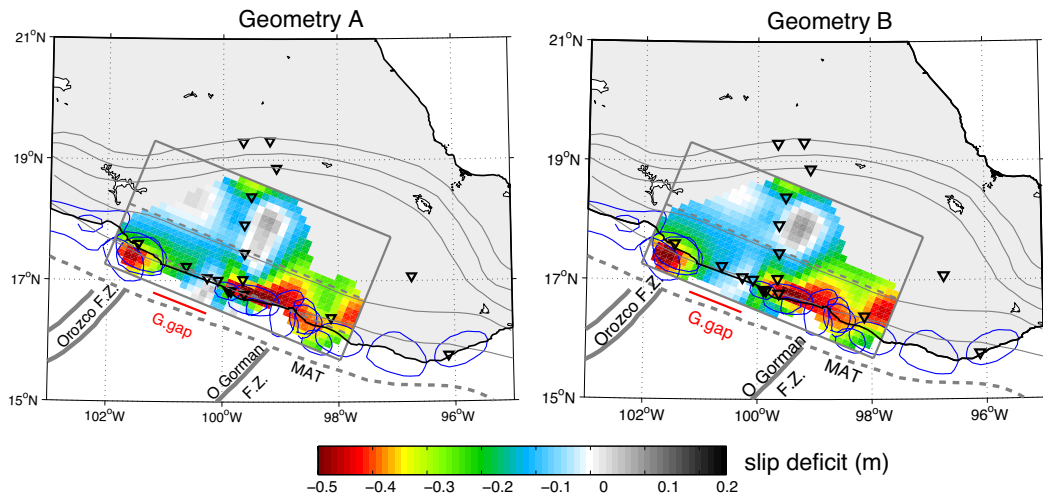 Geometry A
Geometry B
21°N
19°N
17°N
15°N
102°W
100°W
98°W
96°W
Orozco F.Z.
G.gap
O Gorman
F.Z.
MAT
21°N
19°N
17°N
15°N
102°W
100°W
98°W
96°W
Orozco F.Z.
G.gap
O Gorman
F.Z.
MAT
−0.5
−0.4
−0.3
−0.2
−0.1
0
0.1
0.2
slip deficit (m)